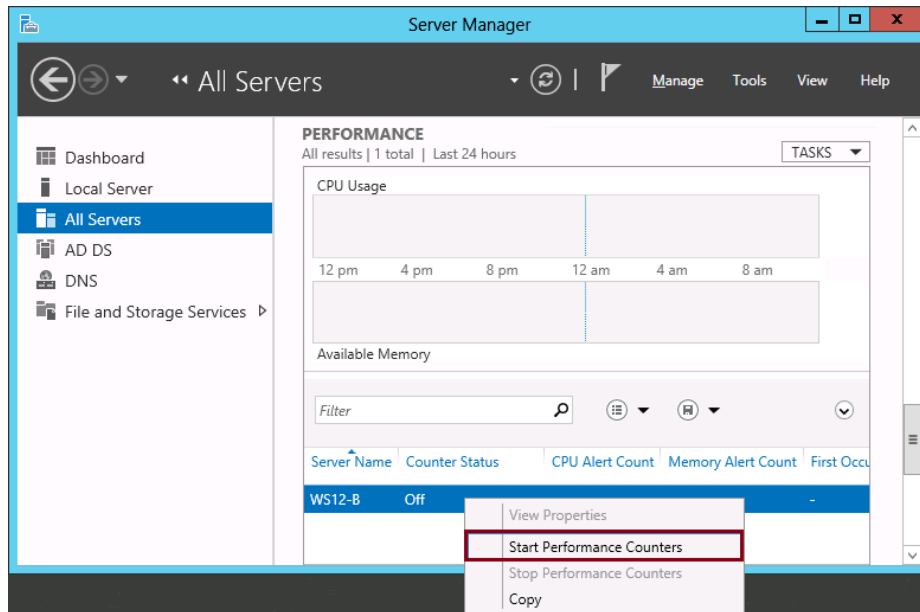 Server Manager
All Servers
Manage Tools View Help
Dashboard
Local Server
All Servers
AD DS
DNS
File and Storage Services
PERFORMANCE
All results | 1 total | Last 24 hours
TASKS
CPU Usage
12 pm 4 pm 8 pm 12 am 4 am 8 am
Available Memory
Filter
Server Name Counter Status CPU Alert Count Memory Alert Count First Occu
WS12-B Off -
View Properties
Start Performance Counters
Stop Performance Counters
Copy